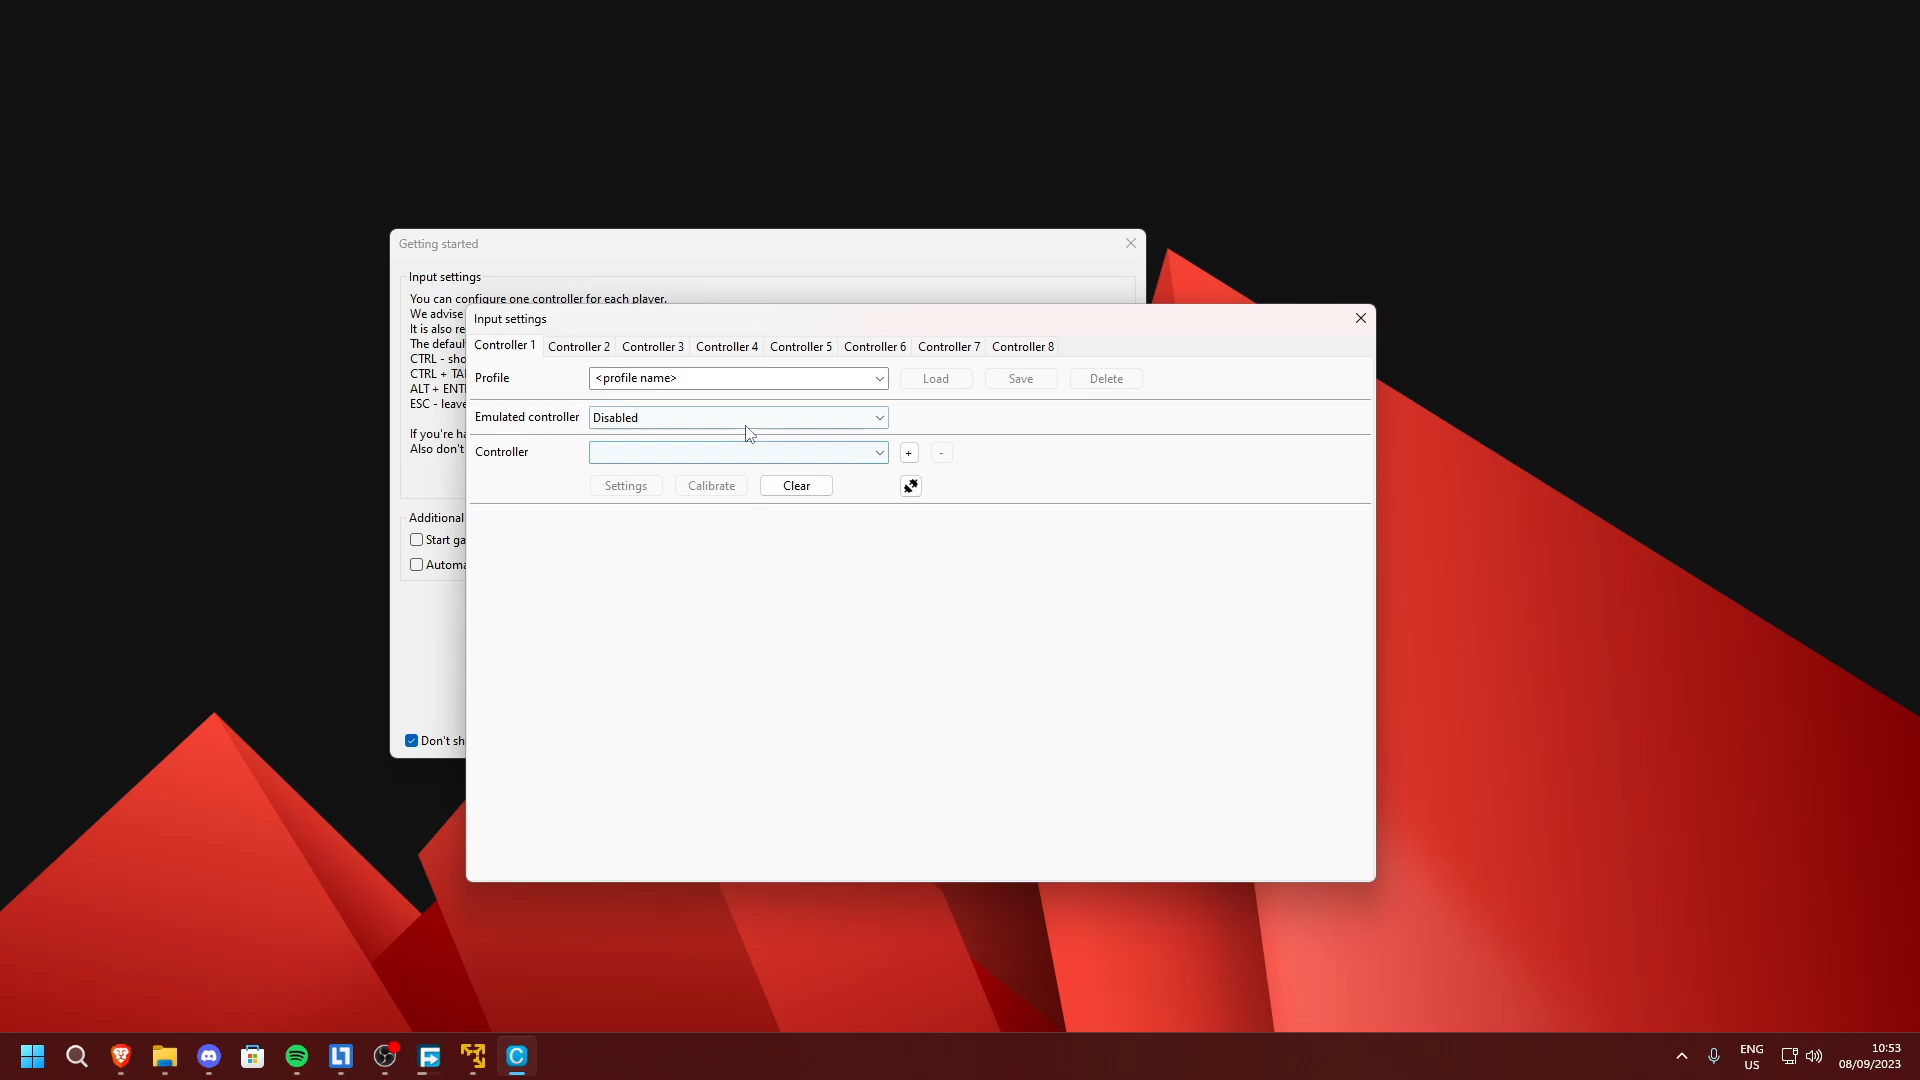 Getting started
Input settings
You can configure one controller for each player.
We advise
It is also re
The defaul
CTRL - sho
CTRL + TA
ALT + ENT
ESC - leave
If you're ha
Also don't
Additional
Start ga
Automa
Don't sh
Input settings
Controller 1 Controller 2 Controller 3 Controller 4 Controller 5 Controller 6 Controller 7 Controller 8
Profile <profile name> Load Save Delete
Emulated controller Disabled
Controller + -
Settings Calibrate Clear
ENG
US
10:53
08/09/2023